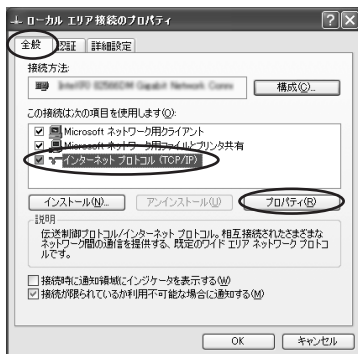 ローカル エリア接続のプロパティ
全般 認証 詳細設定
接続方法:
構成(C)...
この接続は次の項目を使用します(O):
Microsoft ネットワーク用クライアント
Microsoft ネットワーク用ファイルとプリンタ共有
インターネット プロトコル (TCP/IP)
インストール(N)... アンインストール(U) プロパティ(R)
説明
伝送制御プロトコル/インターネット プロトコル。相互接続されたさまざまな
ネットワーク間の通信を提供する、既定のワイド エリア ネットワーク プロトコ
ルです。
接続時に通知領域にインジケータを表示する(W)
接続が限られているか利用不可能な場合に通知する(M)
OK キャンセル